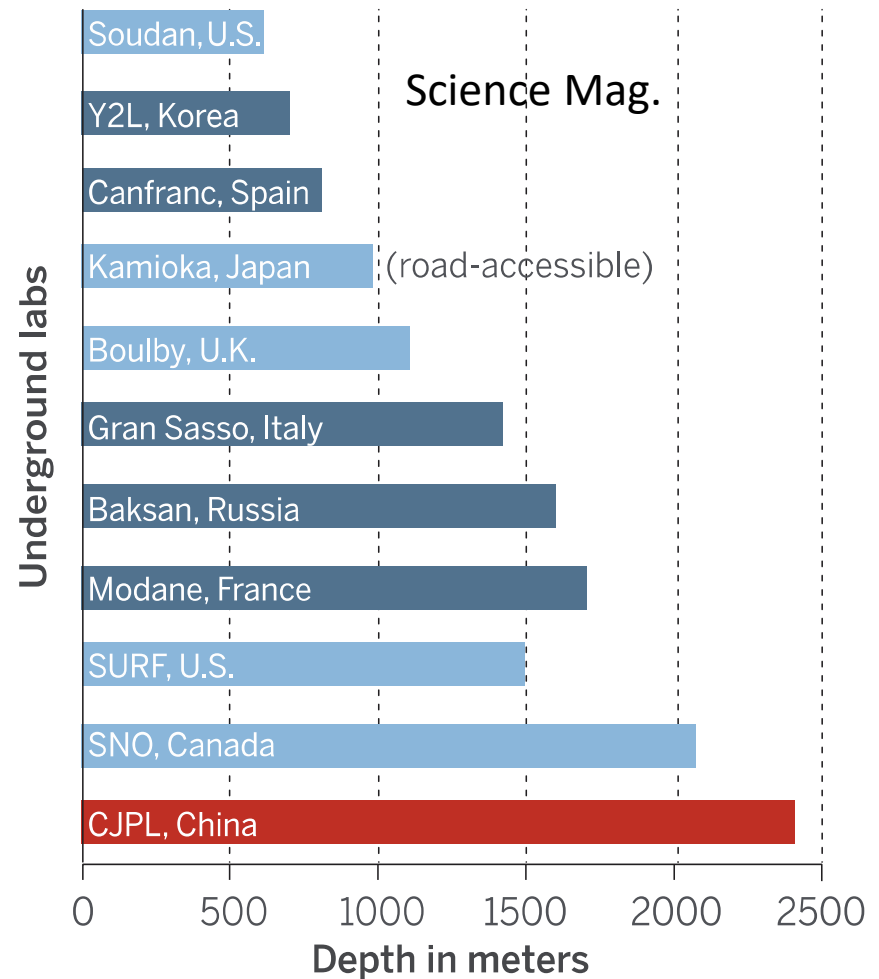 Soudan, U.S.
Science Mag.
Y2L, Korea
Canfranc, Spain
Kamioka, Japan (road-accessible)
Boulby, U.K.
Gran Sasso, Italy
Baksan, Russia
Modane, France
SURF, U.S.
SNO, Canada
CJPL, China
Underground labs
0 500 1000 1500 2000 2500
Depth in meters